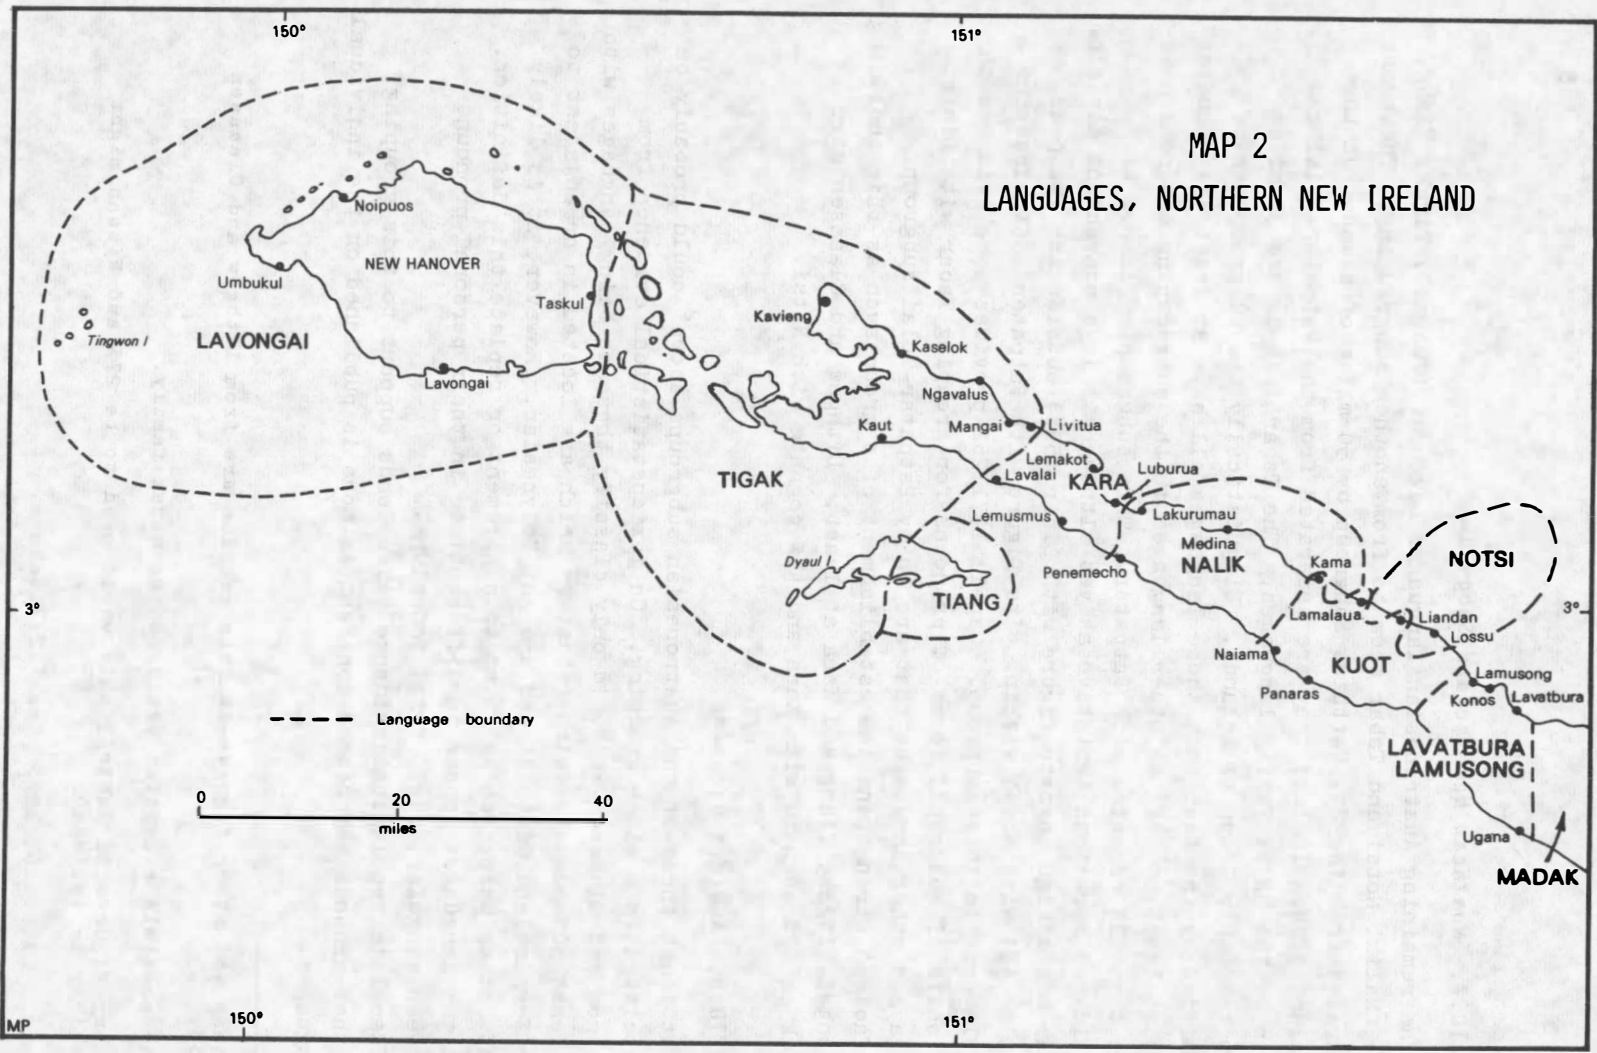 150°
151°
MAP 2
LANGUAGES, NORTHERN NEW IRELAND
Noipuos
NEW HANOVER
Umbukul
Taskul
Tingwon I
LAVONGAI
Lavongai
Kavieng
Kaselok
Ngavalus
Mangai
Livitua
Kaut
TIGAK
Lemakot
Luburua
Lavalai
KARA
Lemusmus
Lakurumau
Medina
NALIK
Kama
NOTSI
Dyaul I
Penemecho
TIANG
3°
3°
Lamalaua
Liandan
Lossu
Naiama
KUOT
Panaras
Lamusong
Konos
Lavatbura
Language boundary
LAVATBURA
LAMUSONG
0 20 40
miles
Ugana
MADAK
MP
150°
151°